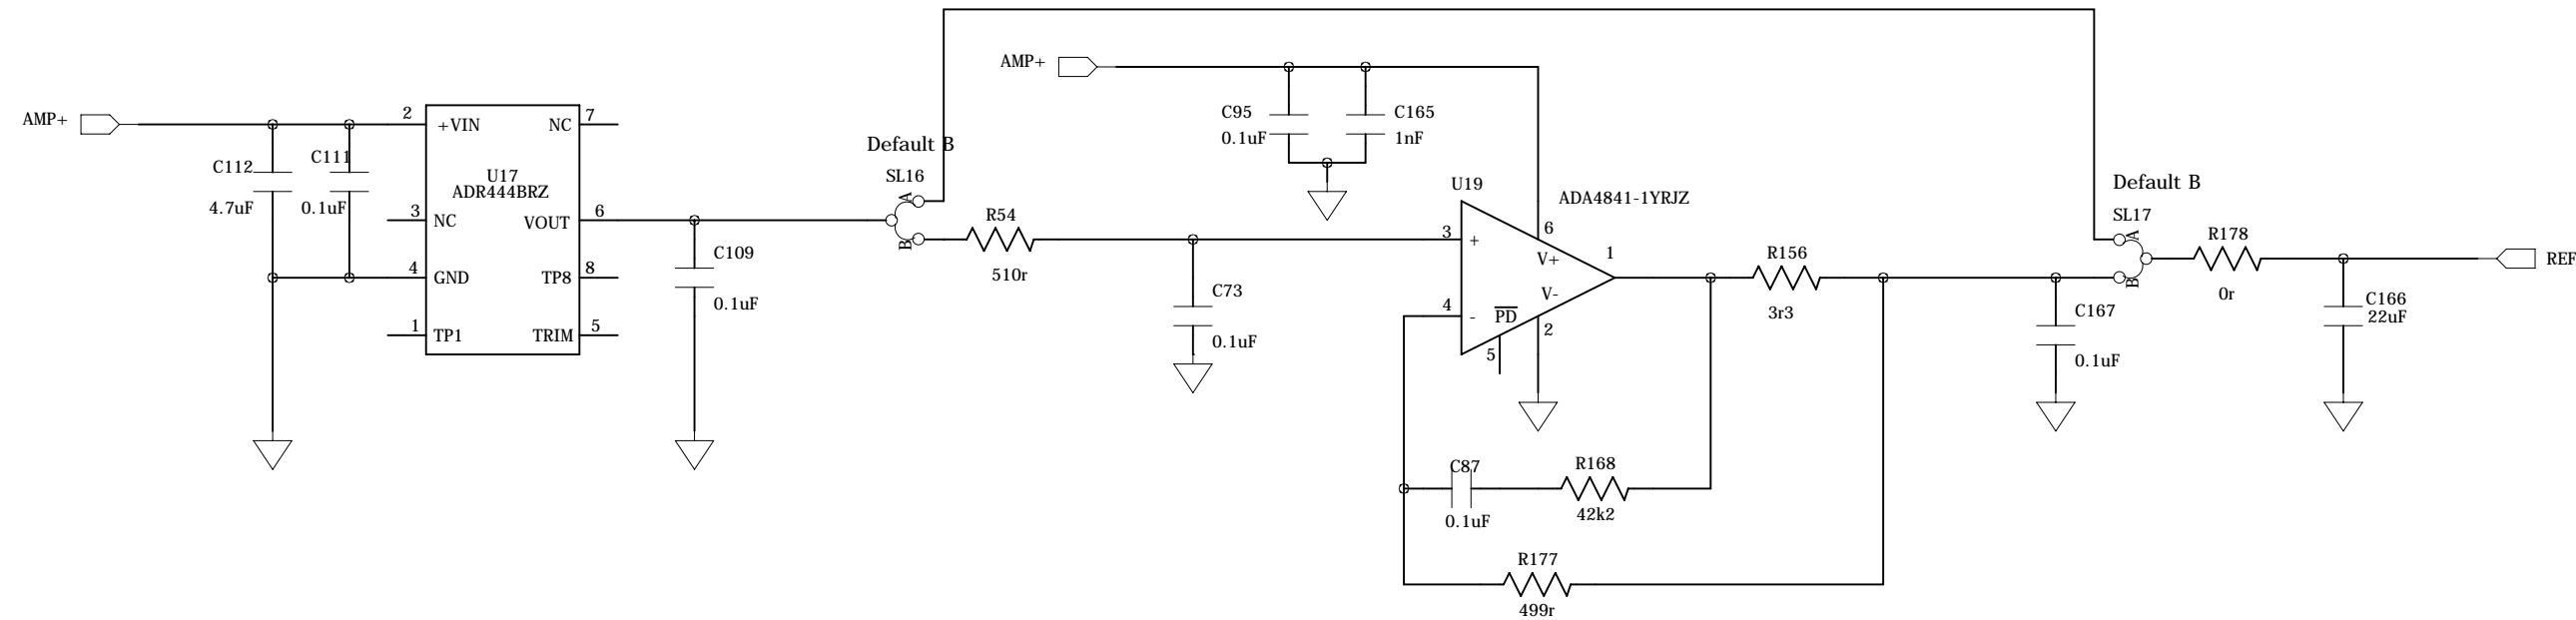 AMP+
C112
4.7uF
C111
0.1uF
2
+VIN
NC
7
U17
ADR444BRZ
3
NC
VOUT
6
4
GND
TP8
8
1
TP1
TRIM
5
C109
0.1uF
Default B
SL16
A
B
R54
510r
C73
0.1uF
AMP+
C95
0.1uF
C165
1nF
U19
ADA4841-1YRJZ
3
+
6
V+
1
V-
4
-
PD
2
5
R156
3r3
C87
0.1uF
R168
42k2
R177
499r
C167
0.1uF
Default B
SL17
A
B
R178
0r
C166
22uF
REF